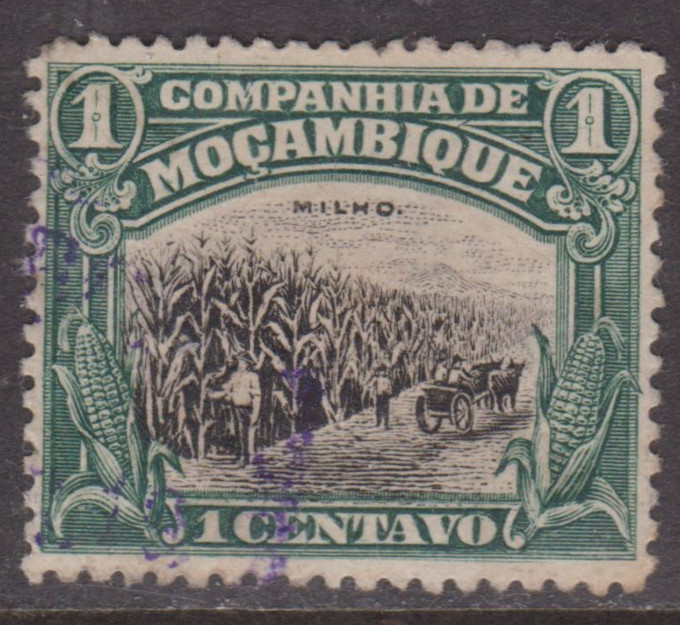 1 COMPANHIA DE 1
MOÇAMBIQUE
MILHO.
1 CENTAVO